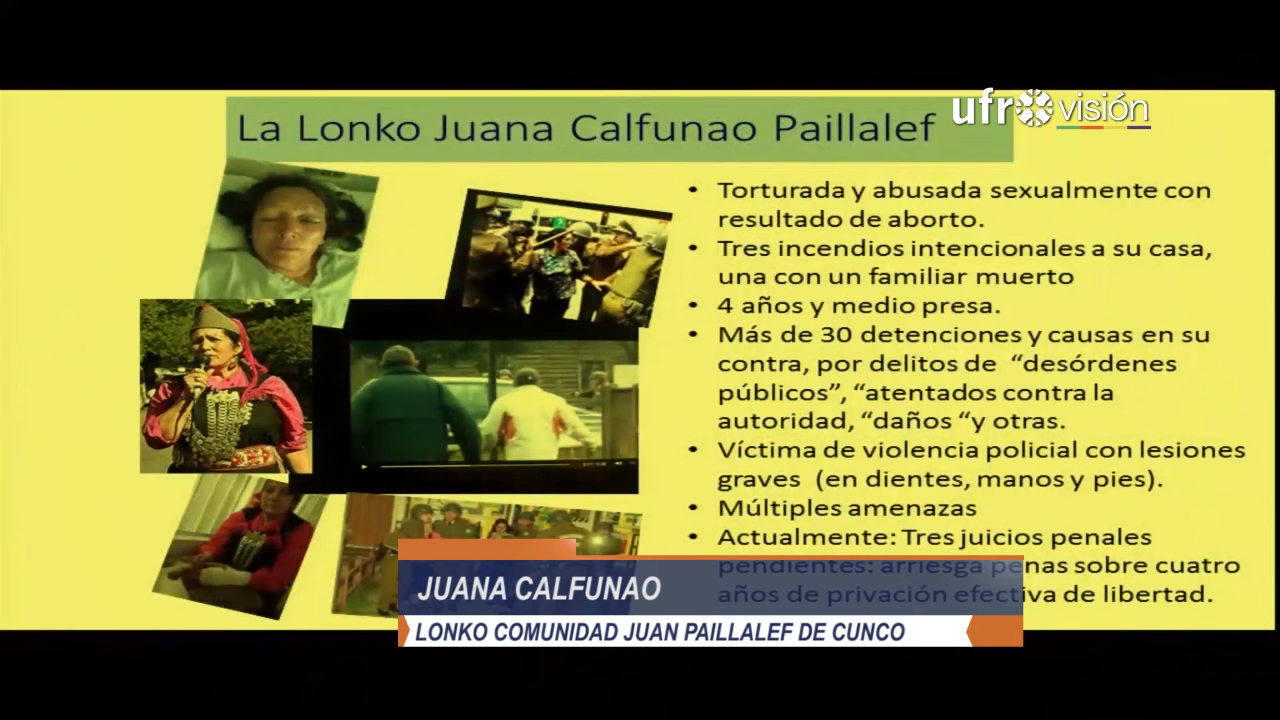 ufro visión
La Lonko Juana Calfunao Paillalef
• Torturada y abusada sexualmente con
resultado de aborto.
• Tres incendios intencionales a su casa,
una con un familiar muerto
• 4 años y medio presa.
• Más de 30 detenciones y causas en su
contra, por delitos de “desórdenes
públicos”, “atentados contra la
autoridad, “daños “y otras.
• Víctima de violencia policial con lesiones
graves (en dientes, manos y pies).
• Múltiples amenazas
• Actualmente: Tres juicios penales
pendientes: arriesga penas sobre cuatro
años de privación efectiva de libertad.
JUANA CALFUNAO
LONKO COMUNIDAD JUAN PAILLALEF DE CUNCO